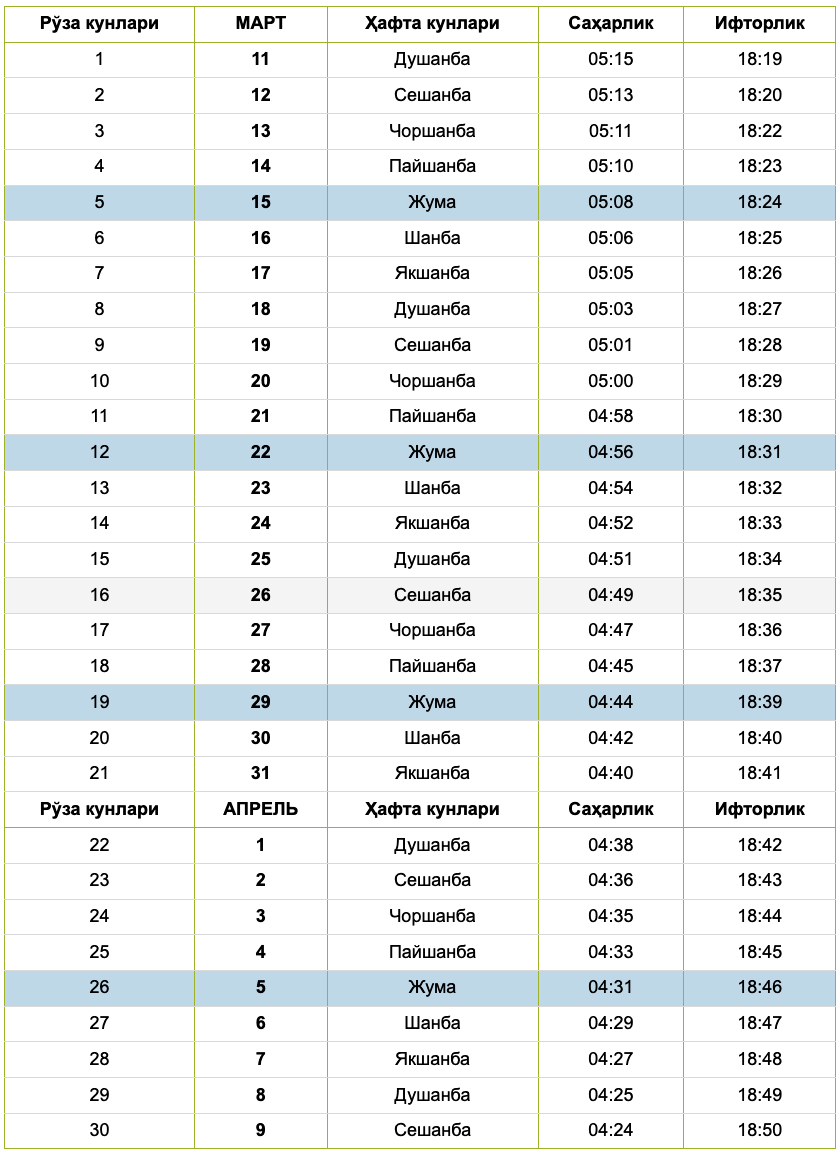 Рўза кунлари МАРТ Ҳафта кунлари Саҳарлик Ифторлик
1 11 Душанба 05:15 18:19
2 12 Сешанба 05:13 18:20
3 13 Чоршанба 05:11 18:22
4 14 Пайшанба 05:10 18:23
5 15 Жума 05:08 18:24
6 16 Шанба 05:06 18:25
7 17 Якшанба 05:05 18:26
8 18 Душанба 05:03 18:27
9 19 Сешанба 05:01 18:28
10 20 Чоршанба 05:00 18:29
11 21 Пайшанба 04:58 18:30
12 22 Жума 04:56 18:31
13 23 Шанба 04:54 18:32
14 24 Якшанба 04:52 18:33
15 25 Душанба 04:51 18:34
16 26 Сешанба 04:49 18:35
17 27 Чоршанба 04:47 18:36
18 28 Пайшанба 04:45 18:37
19 29 Жума 04:44 18:39
20 30 Шанба 04:42 18:40
21 31 Якшанба 04:40 18:41
Рўза кунлари АПРЕЛЬ Ҳафта кунлари Саҳарлик Ифторлик
22 1 Душанба 04:38 18:42
23 2 Сешанба 04:36 18:43
24 3 Чоршанба 04:35 18:44
25 4 Пайшанба 04:33 18:45
26 5 Жума 04:31 18:46
27 6 Шанба 04:29 18:47
28 7 Якшанба 04:27 18:48
29 8 Душанба 04:25 18:49
30 9 Сешанба 04:24 18:50